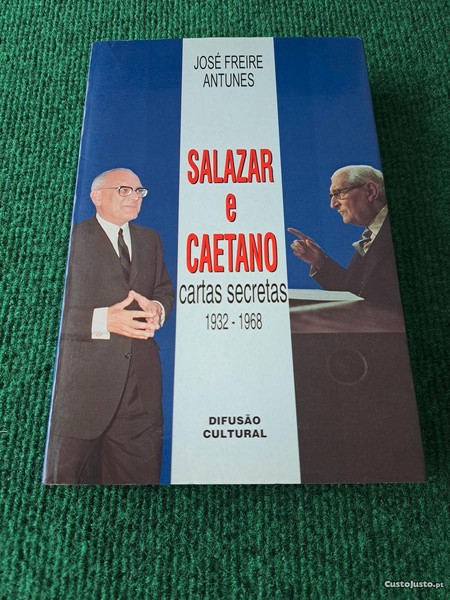 JOSÉ FREIRE
ANTUNES
SALAZAR
e
CAETANO
cartas secretas
1932 - 1968
DIFUSÃO
CULTURAL
CustoJusto.pt